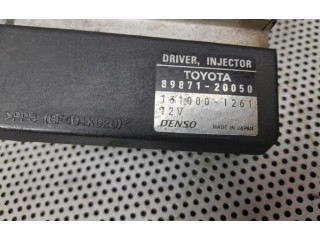 DRIVER, INJECTOR
TOYOTA
89871-20050
131000-1261
12V
DENSO MADE IN JAPAN